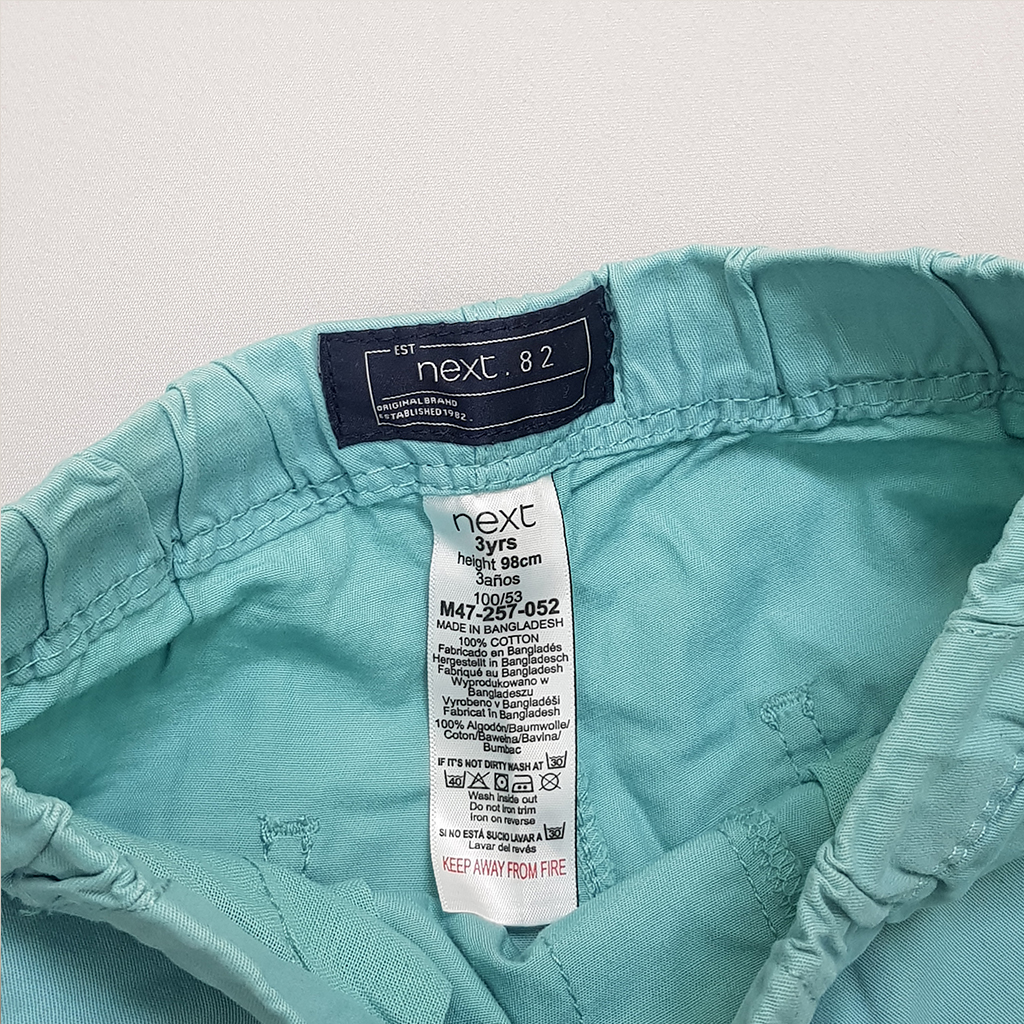 EST
next.82
ORIGINAL BRAND
ESTABLISHED 1982.
next
3yrs
height 98cm
3años
100/53
M47-257-052
MADE IN BANGLADESH
100% COTTON
Fabricado en Bangladés
Hergestellt in Bangladesch
Fabriqué au Bangladesh
Wyprodukowano w
Bangladeszu
Vyrobeno v Bangladéši
Fabricat în Bangladesh
100% Algodón/Baumwolle/
Coton/Bawełna/Bavlna/
Bumbac
IF IT'S NOT DIRTY WASH AT 30
40
Wash inside out
Do not iron trim
Iron on reverse
SI NO ESTÁ SUCIO LAVAR A 30
Lavar del revés
KEEP AWAY FROM FIRE